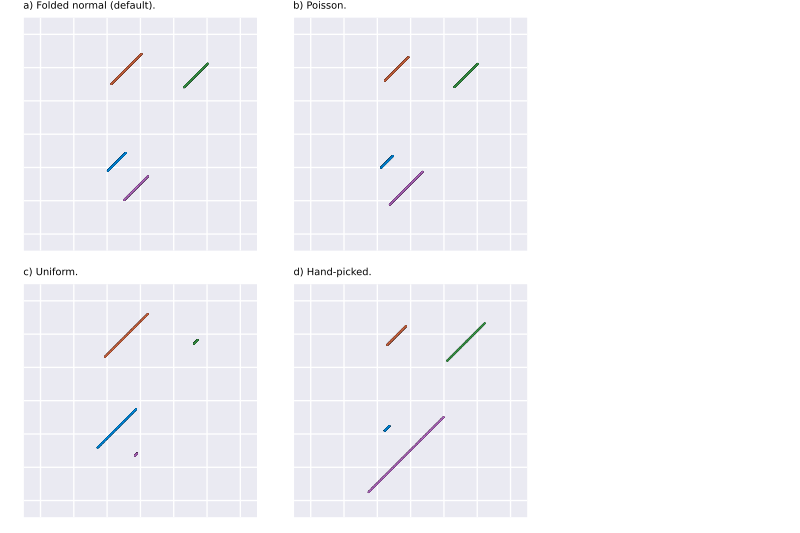 a) Folded normal (default).
b) Poisson.
c) Uniform.
d) Hand-picked.